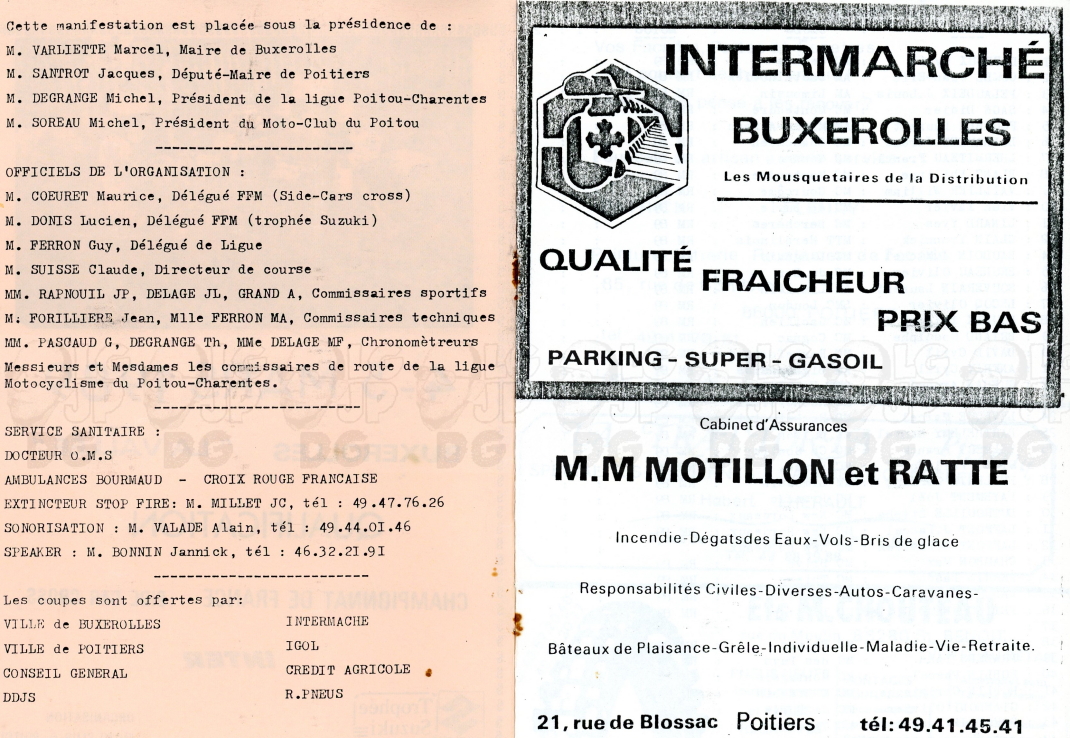 Cette manifestation est placée sous la présidence de :
M. VARLIETTE Marcel, Maire de Buxerolles
M. SANTROT Jacques, Député-Maire de Poitiers
M. DEGRANGE Michel, Président de la ligue Poitou-Charentes
M. SOREAU Michel, Président du Moto-Club du Poitou
------------------------
OFFICIELS DE L'ORGANISATION :
M. COEURET Maurice, Délégué FFM (Side-Cars cross)
M. DONIS Lucien, Délégué FFM (trophée Suzuki)
M. FERRON Guy, Délégué de Ligue
M. SUISSE Claude, Directeur de course
MM. RAPNOUIL JP, DELAGE JL, GRAND A, Commissaires sportifs
M. FORILLIERE Jean, Mlle FERRON MA, Commissaires techniques
MM. PASCAUD G, DEGRANGE Th, MMe DELAGE MF, Chronomètreurs
Messieurs et Mesdames les commissaires de route de la ligue
Motocyclisme du Poitou-Charentes.
-------------------------
SERVICE SANITAIRE :
DOCTEUR O.M.S
AMBULANCES BOURMAUD - CROIX ROUGE FRANCAISE
EXTINCTEUR STOP FIRE: M. MILLET JC, tél : 49.47.76.26
SONORISATION : M. VALADE Alain, tél : 49.44.OI.46
SPEAKER : M. BONNIN Jannick, tél : 46.32.2I.9I
--------------------------
Les coupes sont offertes par:
VILLE de BUXEROLLES INTERMACHE
VILLE de POITIERS IGOL
CONSEIL GENERAL CREDIT AGRICOLE
DDJS R.PNEUS
INTERMARCHÉ
BUXEROLLES
Les Mousquetaires de la Distribution
QUALITÉ
FRAICHEUR
PRIX BAS
PARKING - SUPER - GASOIL
Cabinet d'Assurances
M.M MOTILLON et RATTE
Incendie-Dégatsdes Eaux-Vols-Bris de glace
Responsabilités Civiles-Diverses-Autos-Caravanes-
Bâteaux de Plaisance-Grêle-Individuelle-Maladie-Vie-Retraite.
21, rue de Blossac Poitiers tél: 49.41.45.41